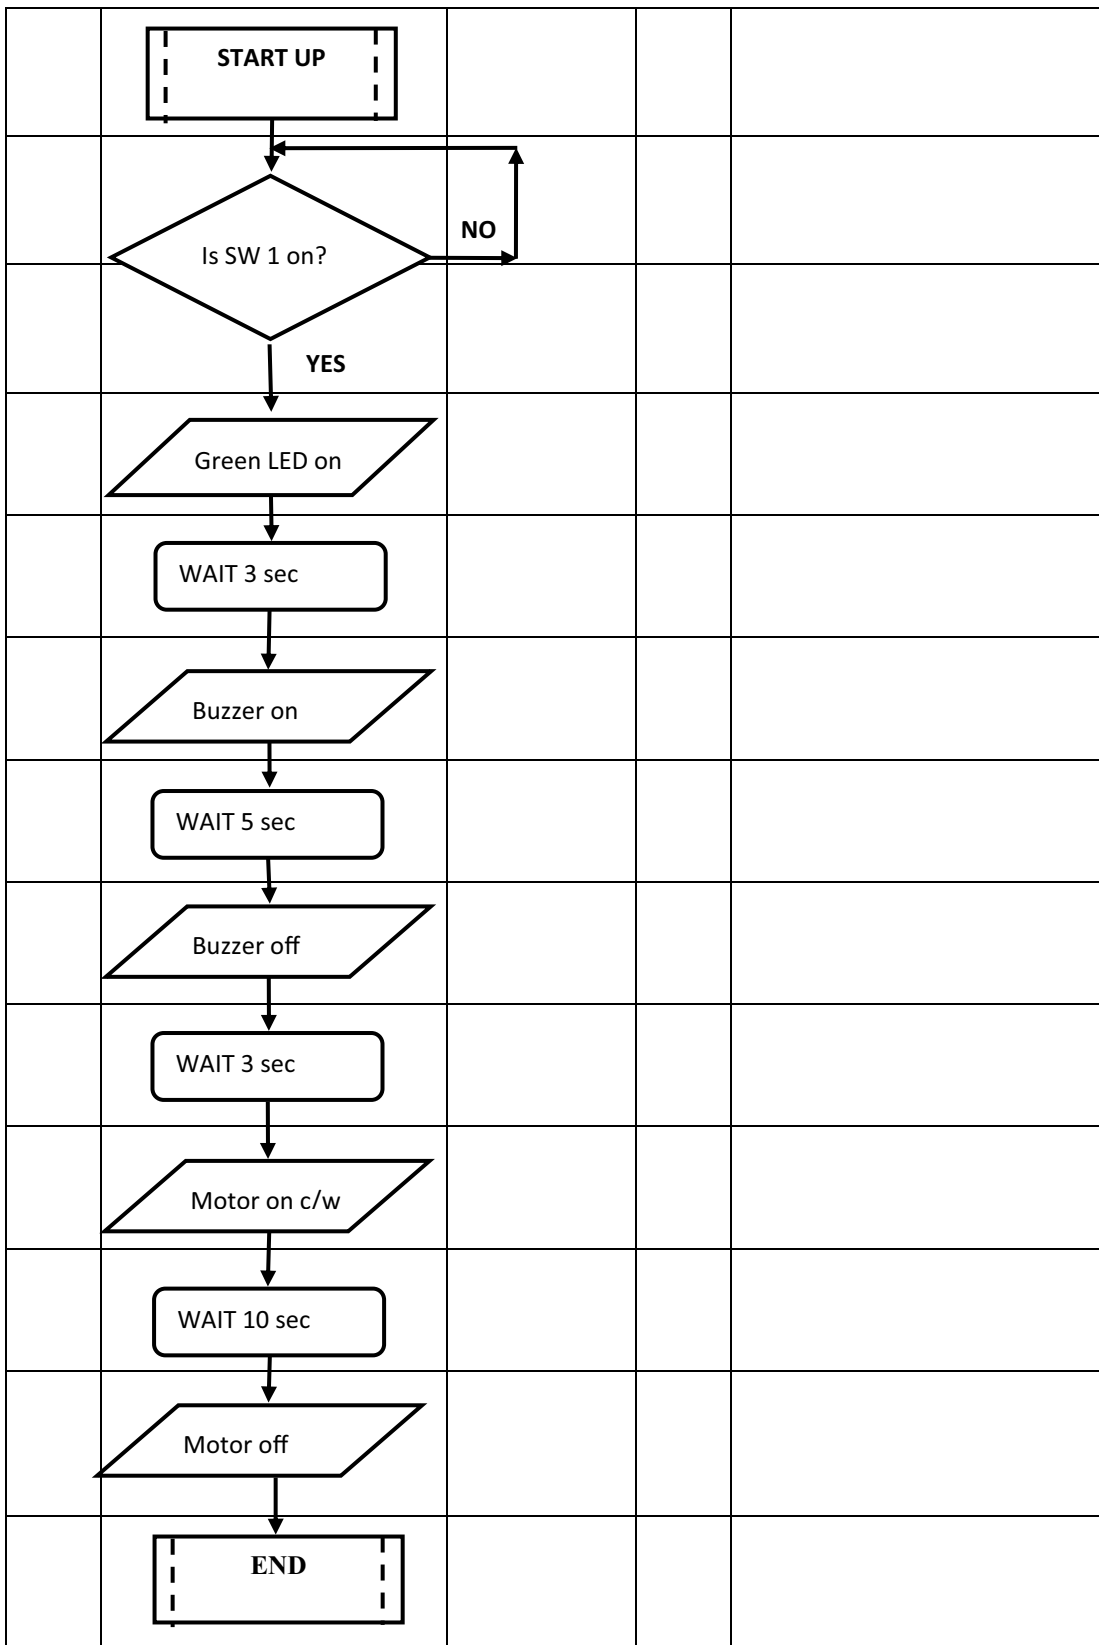 START UP
Is SW 1 on?
NO
YES
Green LED on
WAIT 3 sec
Buzzer on
WAIT 5 sec
Buzzer off
WAIT 3 sec
Motor on c/w
WAIT 10 sec
Motor off
END